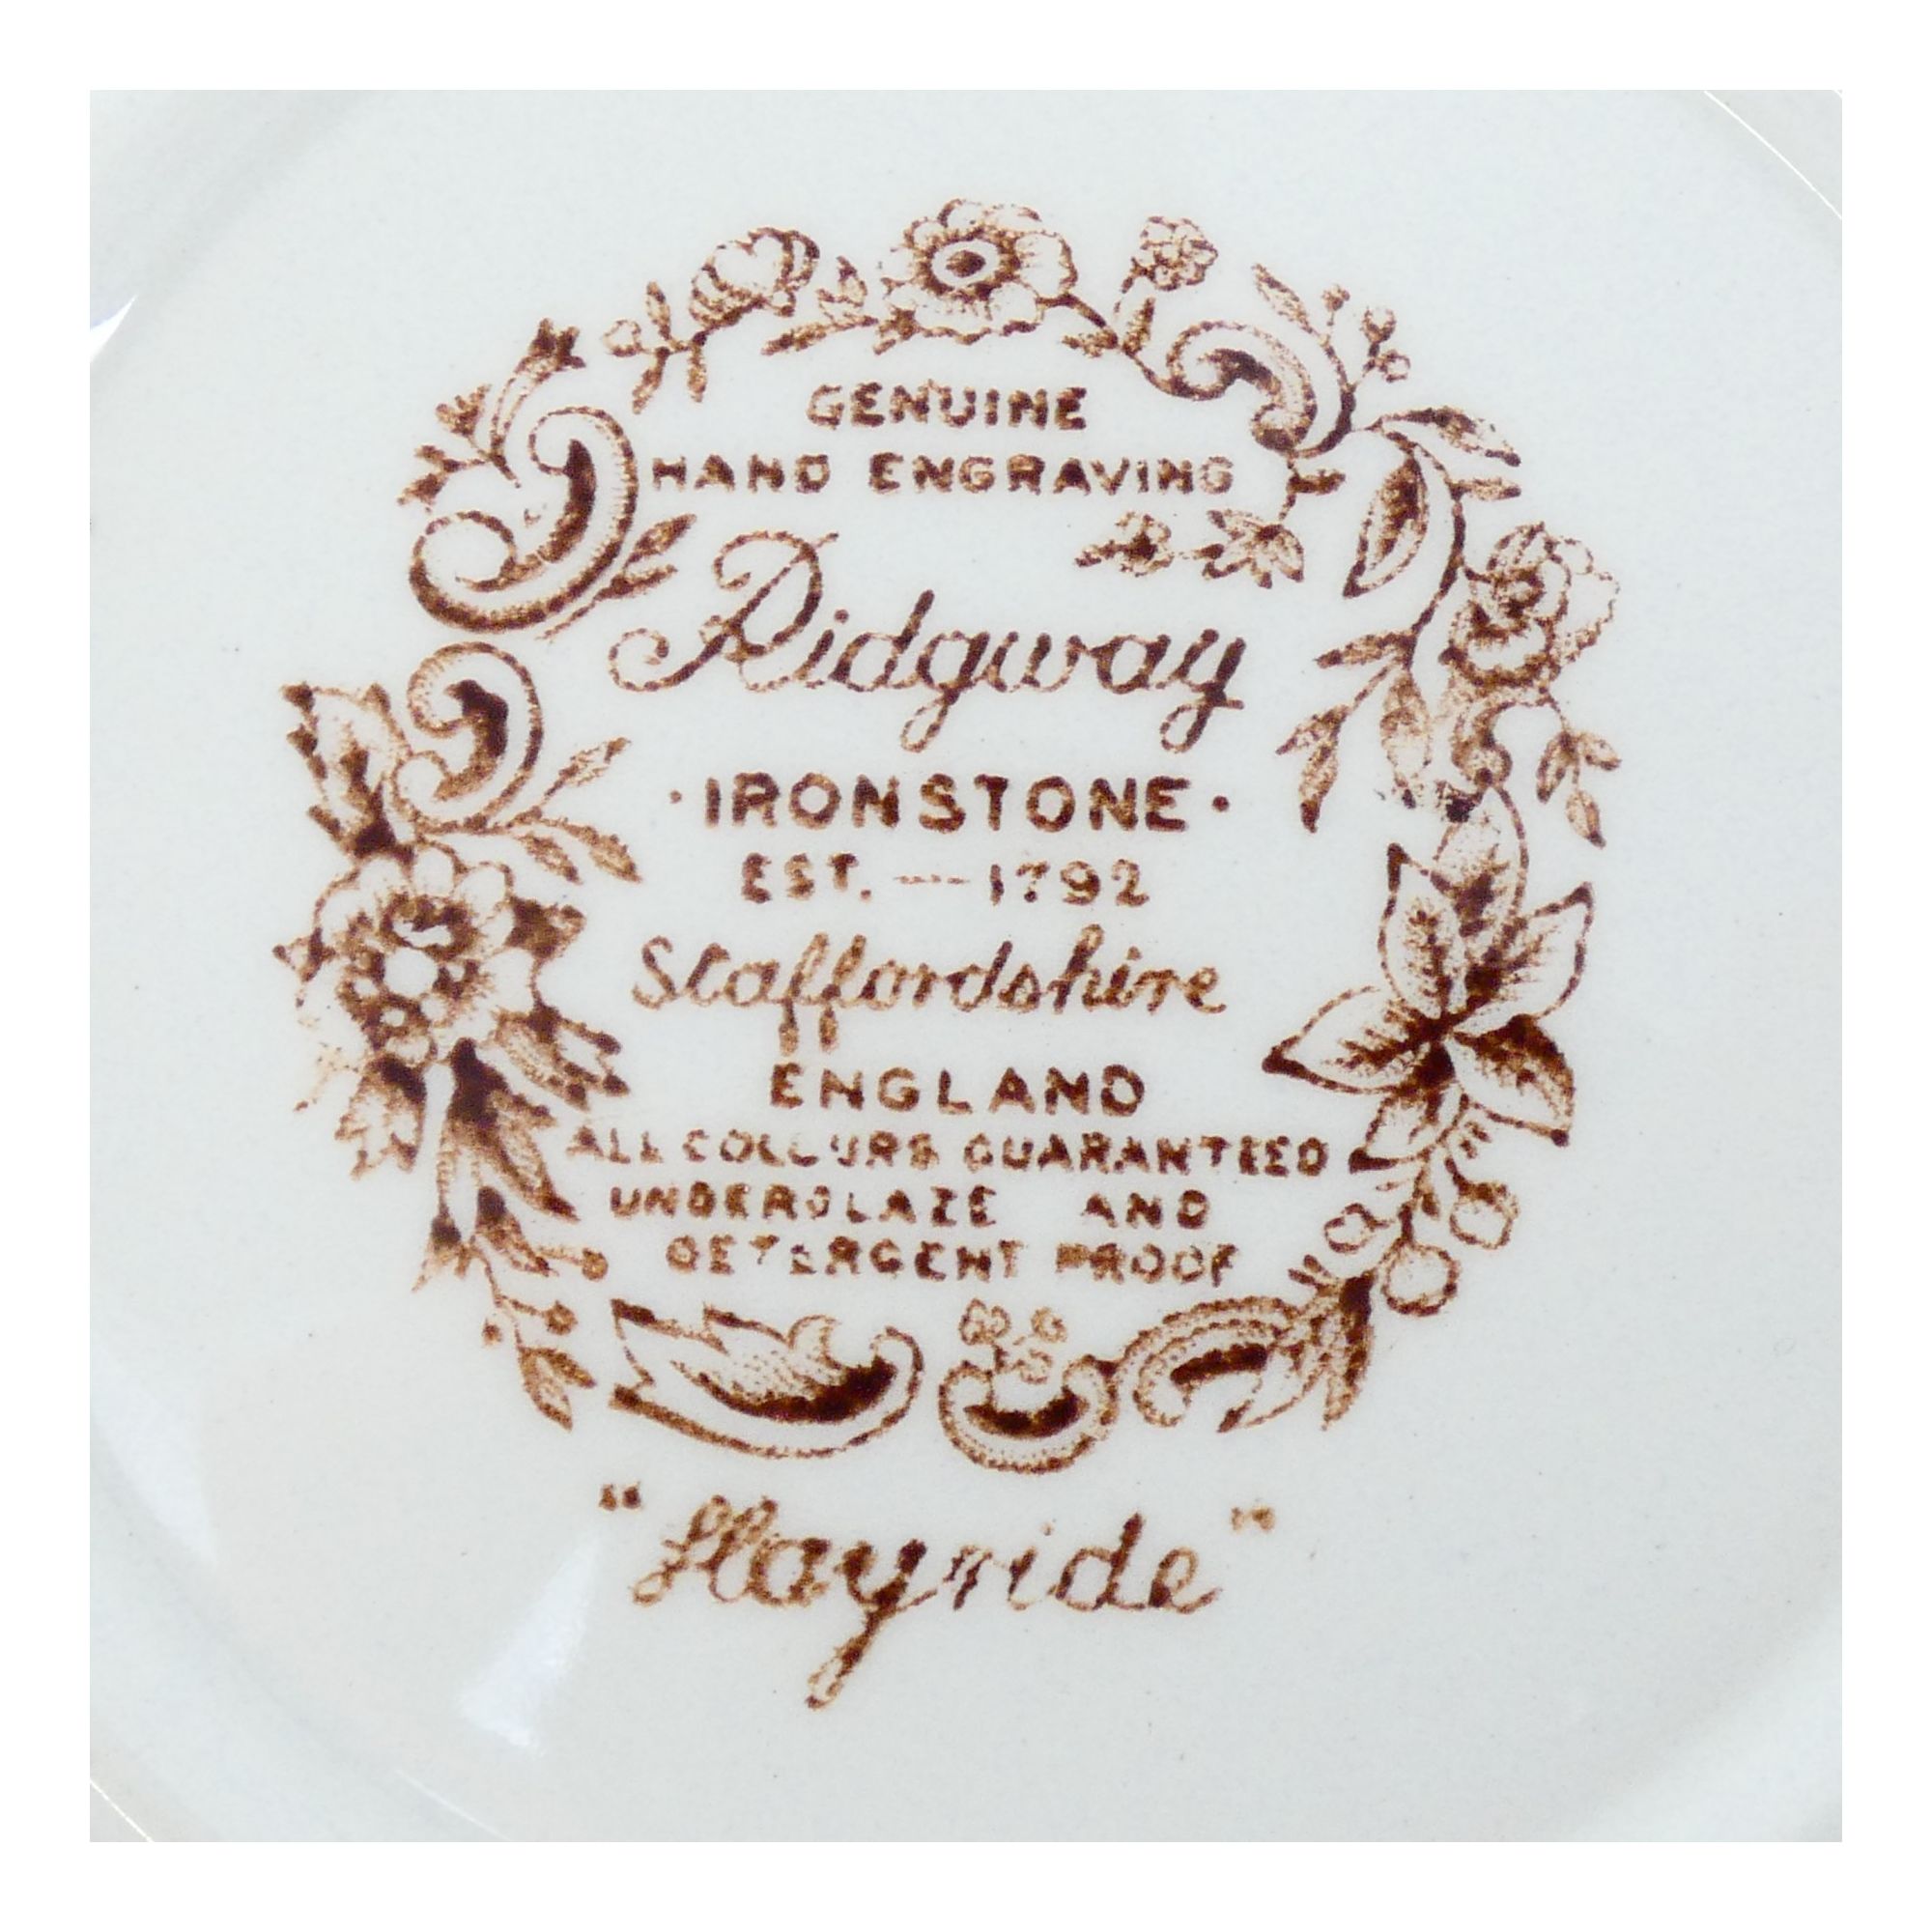 GENUINE
HAND ENGRAVING
Ridgway
· IRONSTONE ·
EST. — 1792
Staffordshire
ENGLAND
ALL COLOURS GUARANTEED
UNDERGLAZE AND
DETERGENT PROOF
"Hayride"